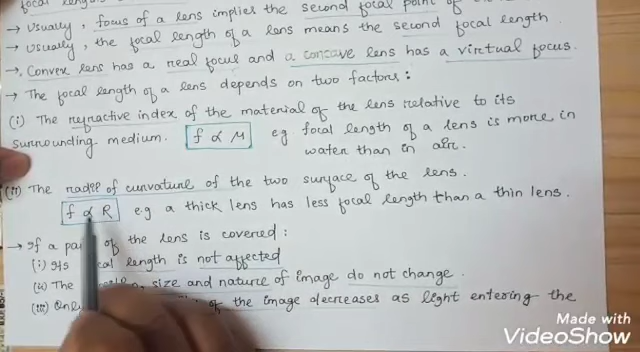 focal length
→ Usually, focus of a lens implies the second focal point of
→ Usually, the focal length of a lens means the second focal length.
→. Convex lens has a real focus and a concave lens has a virtual focus.
→ The focal length of a lens depends on two factors:
(i) The refractive index of the material of the lens relative to its
surrounding medium. f ∝ μ eg focal length of a lens is more in
water than in air.
(ii) The radii of curvature of the two surface of the lens.
f ∝ R e.g a thick lens has less focal length than a thin lens.
→ If a part of the lens is covered:
(i) its focal length is not affected
(ii) The size and nature of image do not change.
(iii) Only of the image decreases as light entering the
Made with
VideoShow